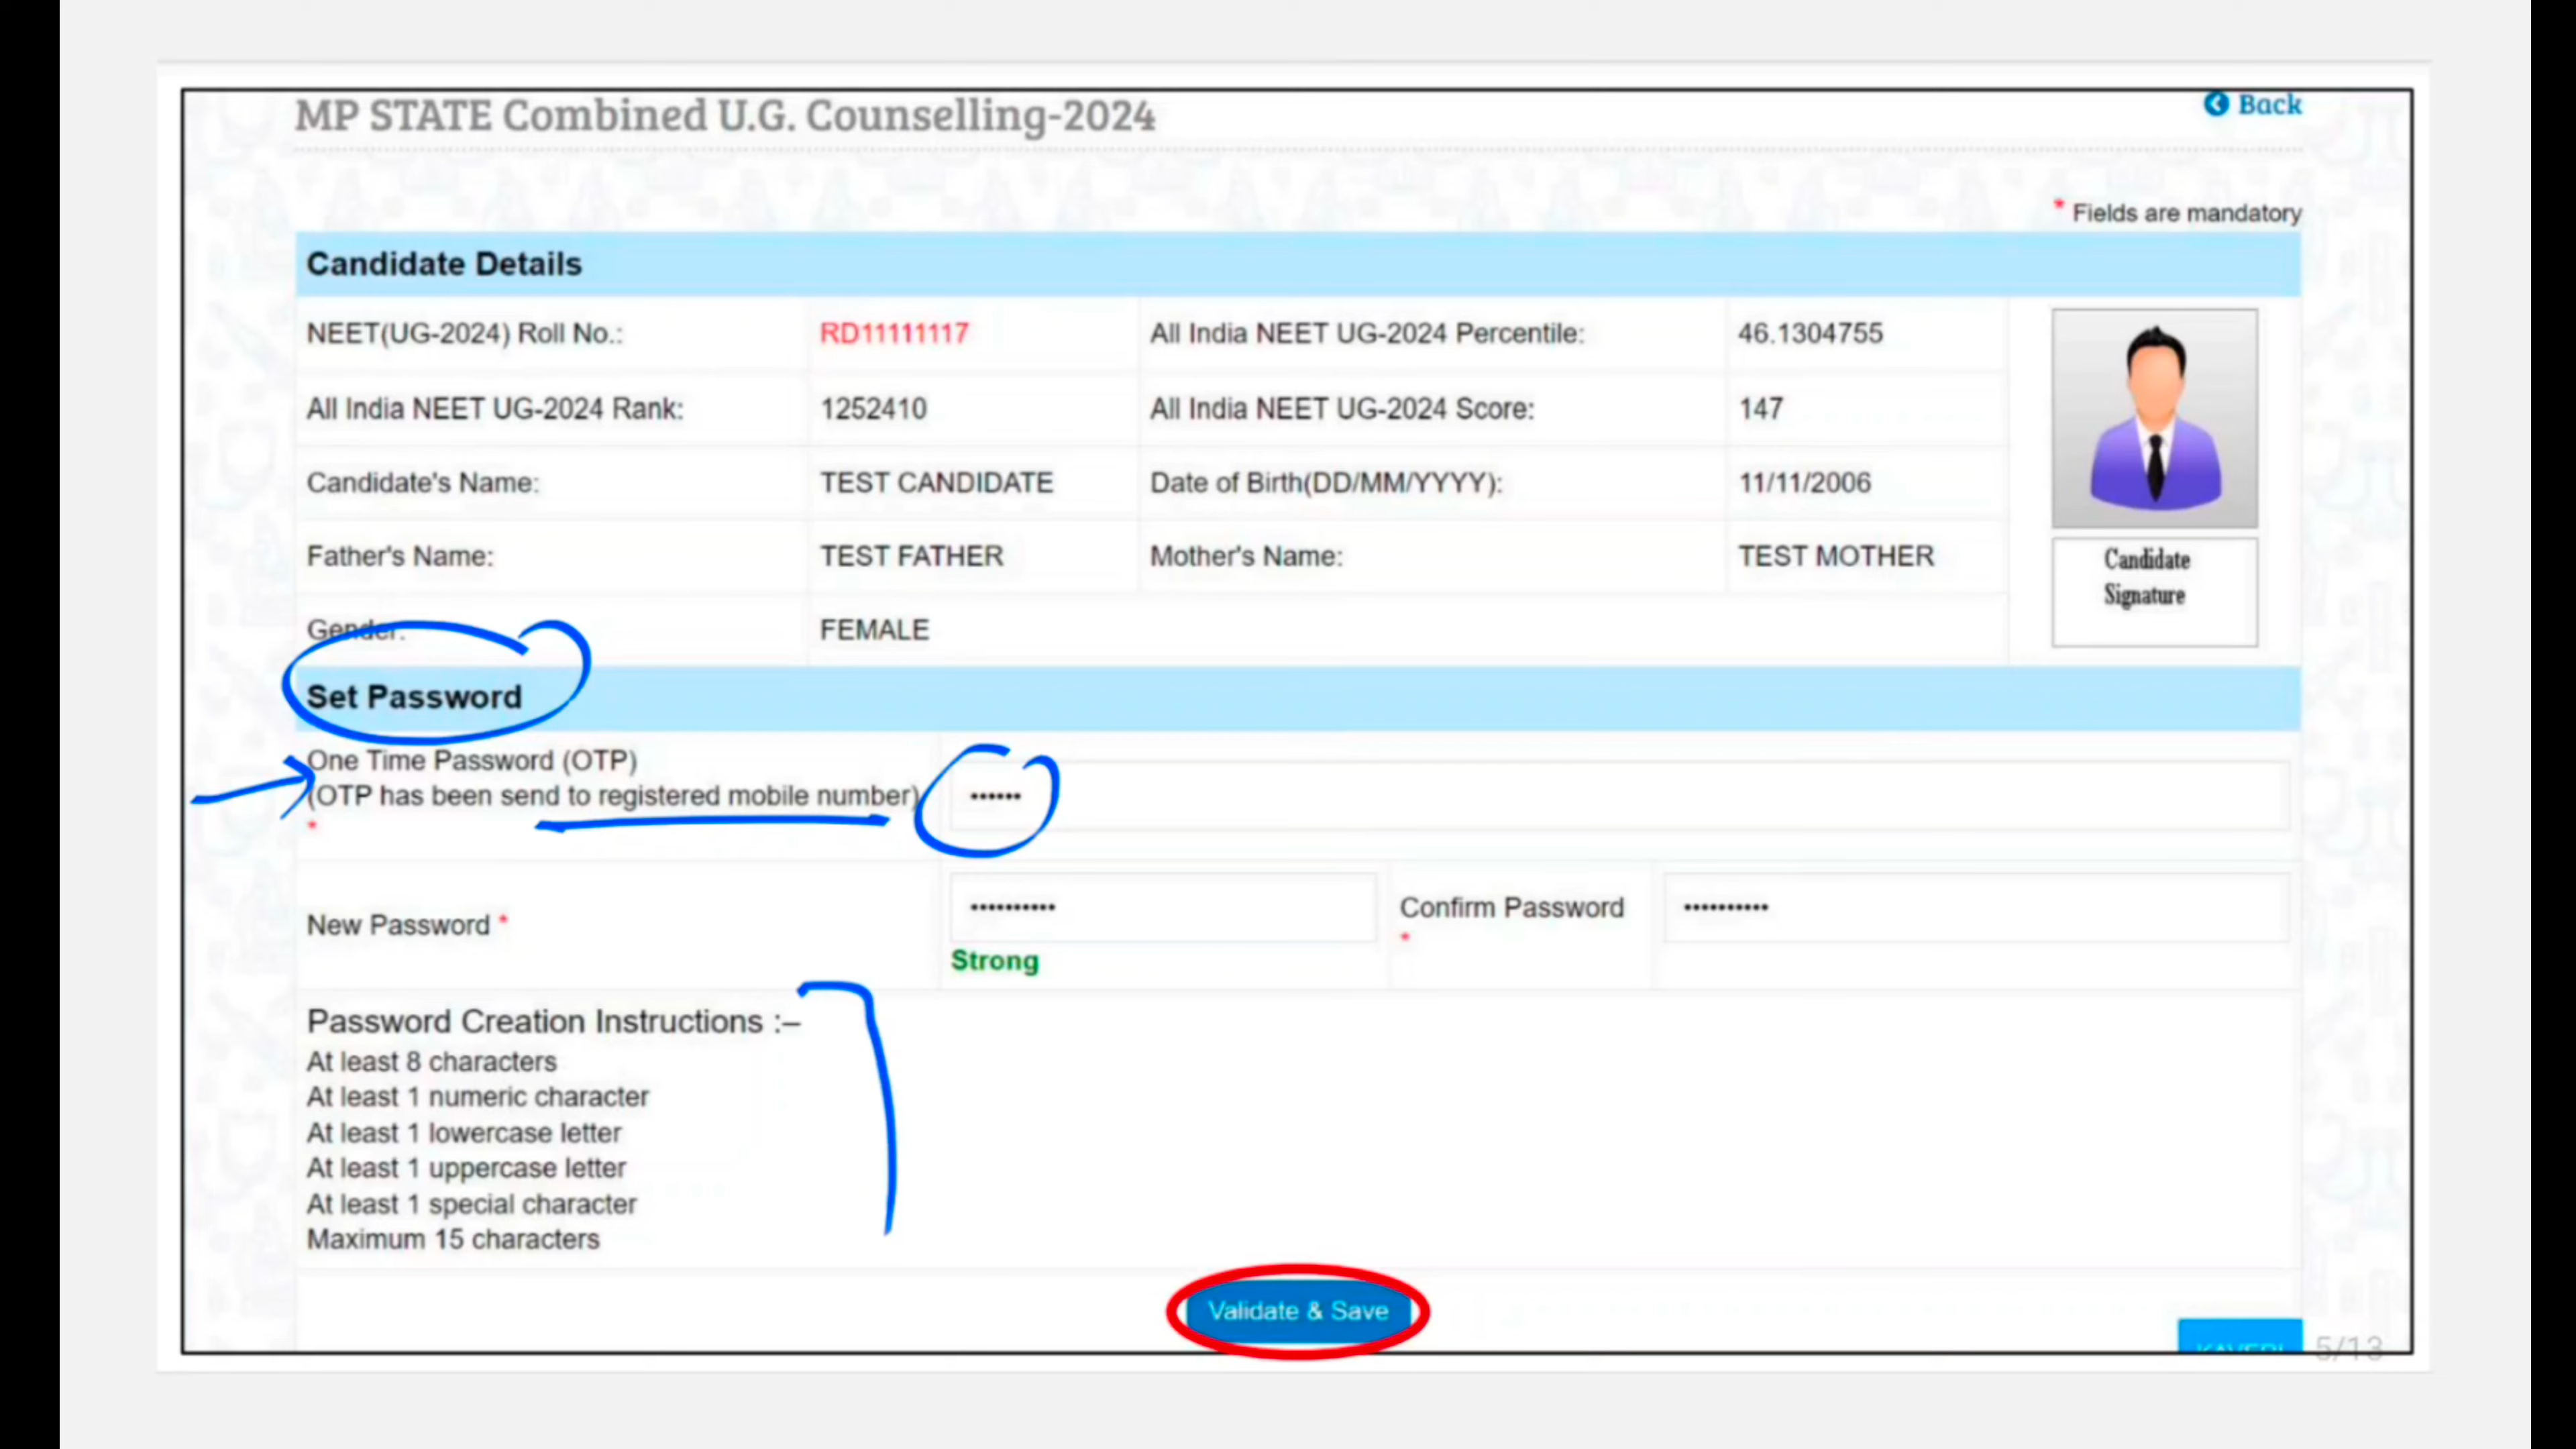 MP STATE Combined U.G. Counselling-2024
Back
* Fields are mandatory
Candidate Details
NEET(UG-2024) Roll No.: RD11111117 All India NEET UG-2024 Percentile: 46.1304755
All India NEET UG-2024 Rank: 1252410 All India NEET UG-2024 Score: 147
Candidate's Name: TEST CANDIDATE Date of Birth(DD/MM/YYYY): 11/11/2006
Father's Name: TEST FATHER Mother's Name: TEST MOTHER
Candidate
Signature
Gender: FEMALE
Set Password
One Time Password (OTP)
(OTP has been send to registered mobile number) ••••••
*
New Password * •••••••••• Confirm Password ••••••••••
*
Strong
Password Creation Instructions :–
At least 8 characters
At least 1 numeric character
At least 1 lowercase letter
At least 1 uppercase letter
At least 1 special character
Maximum 15 characters
Validate & Save
5/13